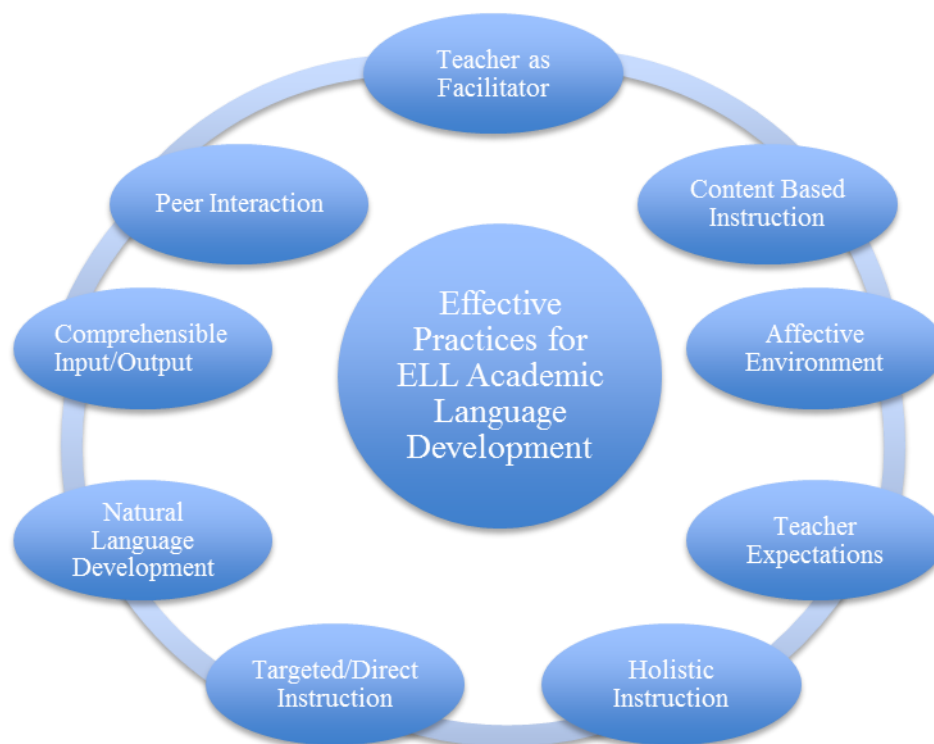 Teacher as
Facilitator
Content Based
Instruction
Affective
Environment
Teacher
Expectations
Holistic
Instruction
Targeted/Direct
Instruction
Natural
Language
Development
Comprehensible
Input/Output
Peer Interaction
Effective
Practices for
ELL Academic
Language
Development